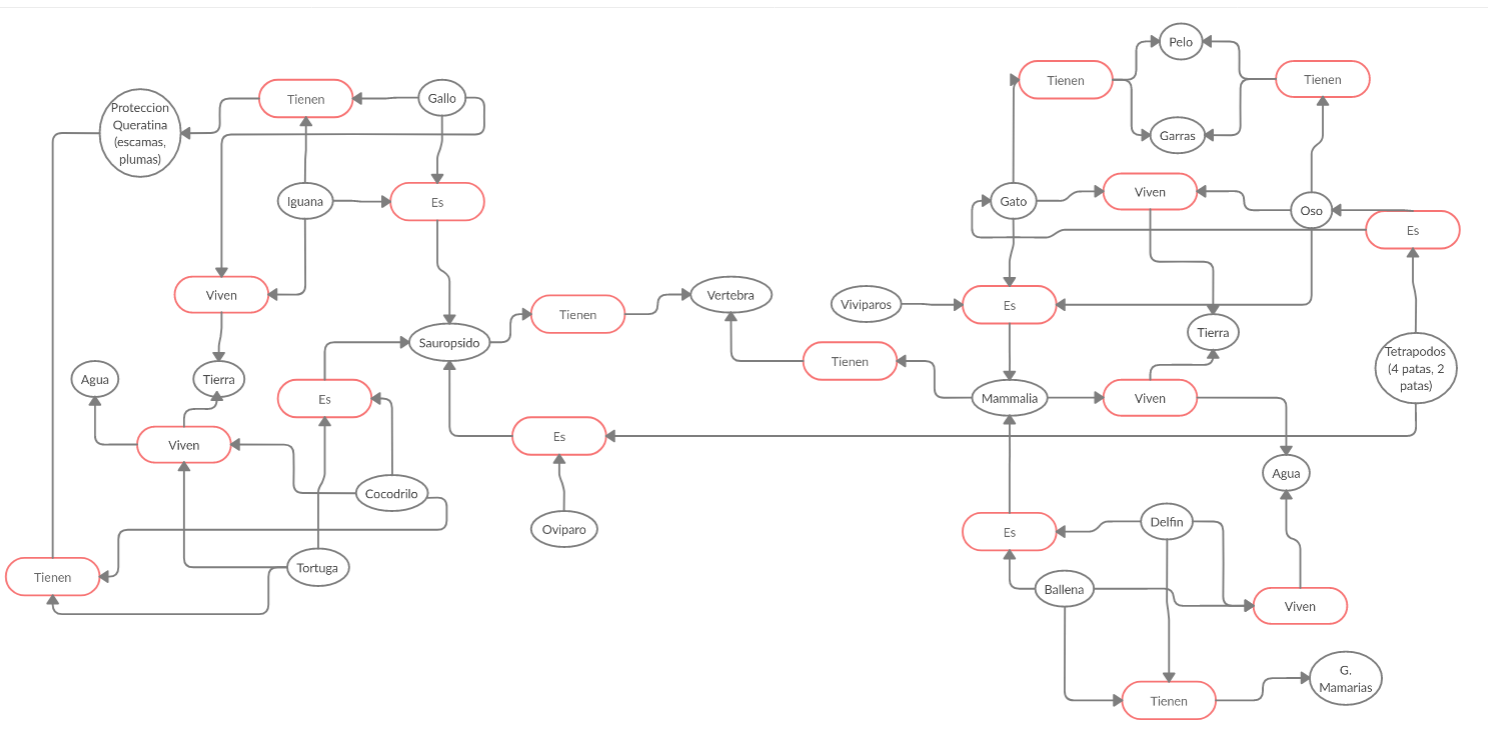 Pelo
Tienen
Tienen
Tienen
Gallo
Proteccion
Queratina
(escamas,
plumas)
Garras
Iguana
Es
Gato
Viven
Oso
Es
Viven
Vertebra
Viviparos
Es
Tienen
Tierra
Sauropsido
Tienen
Tetrapodos
(4 patas, 2
patas)
Agua
Tierra
Es
Mammalia
Viven
Viven
Es
Agua
Cocodrilo
Oviparo
Es
Delfin
Tienen
Tortuga
Ballena
Viven
G.
Mamarias
Tienen